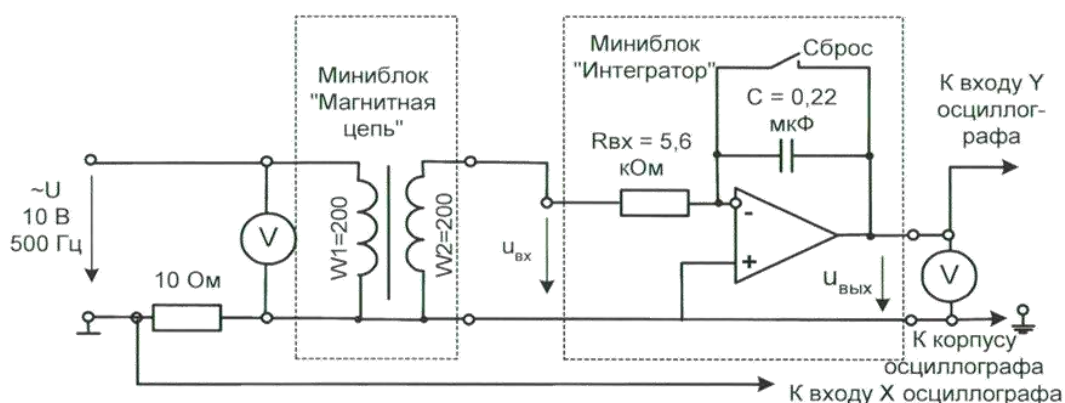 ~U
10 В
500 Гц
V
10 Ом
Миниблок
"Магнитная
цепь"
W1=200
W2=200
uвх
Миниблок
"Интегратор"
Rвх = 5,6
кОм
Сброс
C = 0,22
мкФ
-
+
uвых
V
К входу Y
осциллог-
рафа
К корпусу
осциллографа
К входу X осциллографа